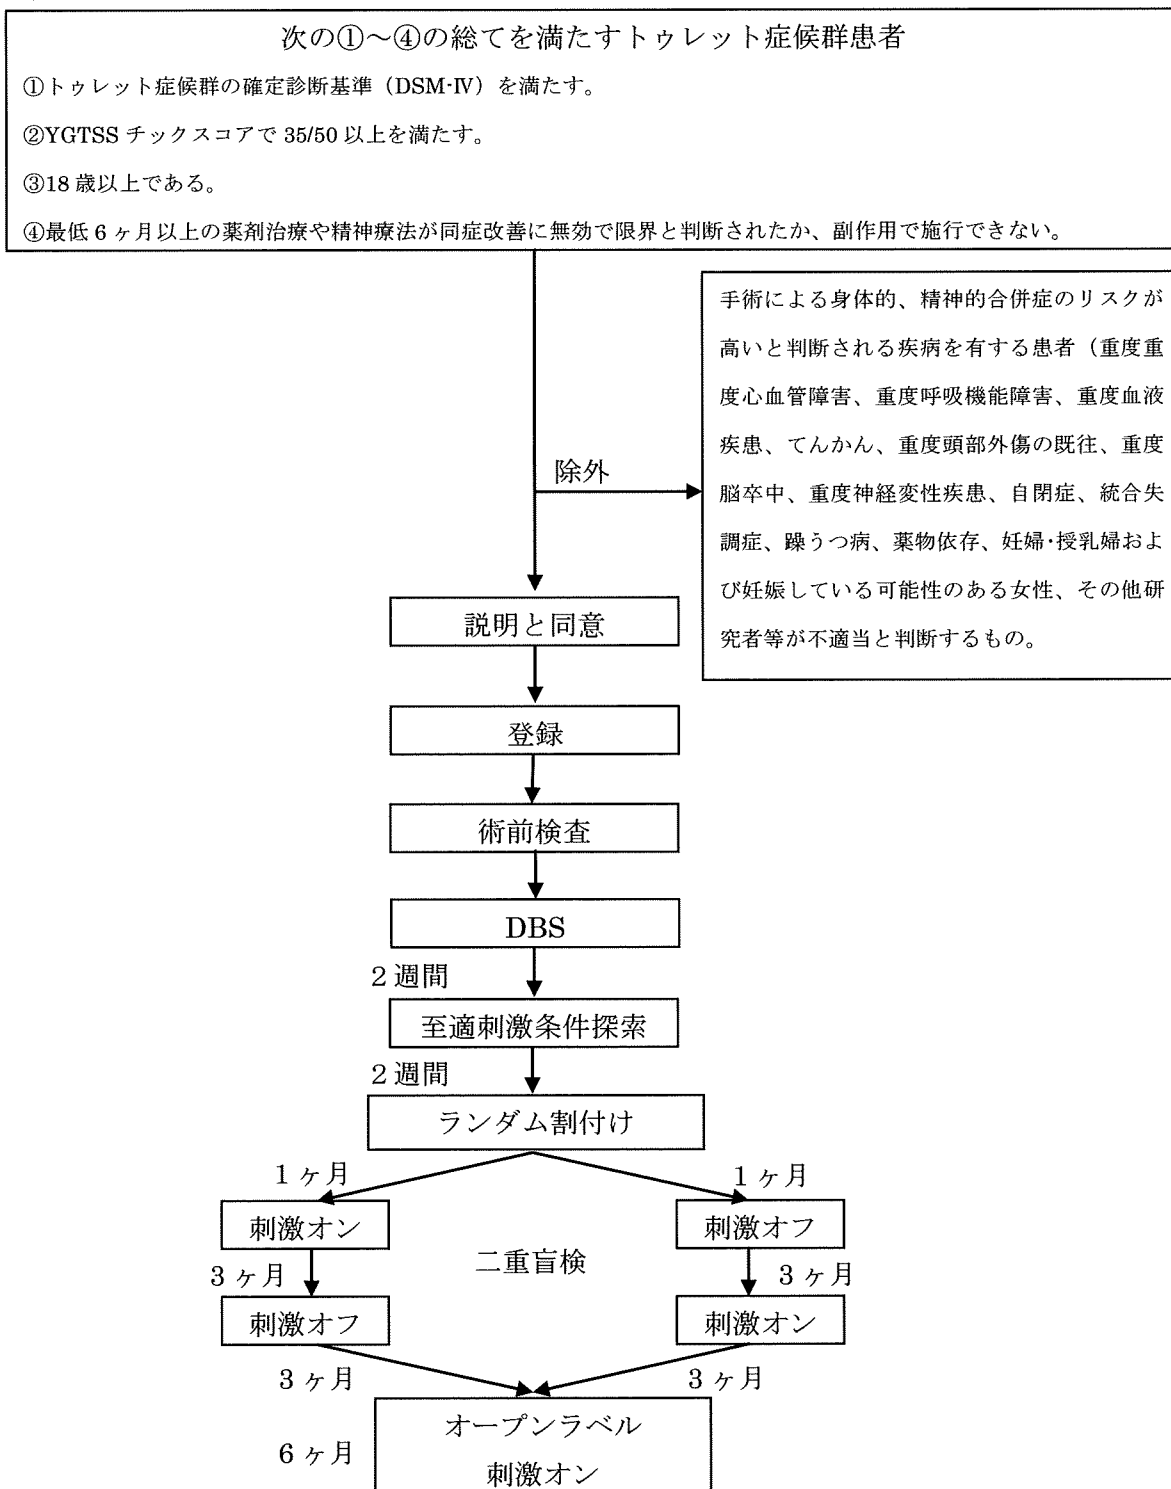 次の①～④の総てを満たすトゥレット症候群患者
①トゥレット症候群の確定診断基準（DSM-Ⅳ）を満たす。
②YGTSS チックスコアで 35/50 以上を満たす。
③18 歳以上である。
④最低 6 ヶ月以上の薬剤治療や精神療法が同症改善に無効で限界と判断されたか、副作用で施行できない。
手術による身体的、精神的合併症のリスクが
高いと判断される疾病を有する患者（重度重
度心血管障害、重度呼吸機能障害、重度血液
疾患、てんかん、重度頭部外傷の既往、重度
脳卒中、重度神経変性疾患、自閉症、統合失
調症、躁うつ病、薬物依存、妊婦･授乳婦およ
び妊娠している可能性のある女性、その他研
究者等が不適当と判断するもの。
除外
説明と同意
登録
術前検査
DBS
2 週間
至適刺激条件探索
2 週間
ランダム割付け
1 ヶ月
1 ヶ月
刺激オン
刺激オフ
二重盲検
3 ヶ月
3 ヶ月
刺激オフ
刺激オン
3 ヶ月
3 ヶ月
オープンラベル
6 ヶ月
刺激オン